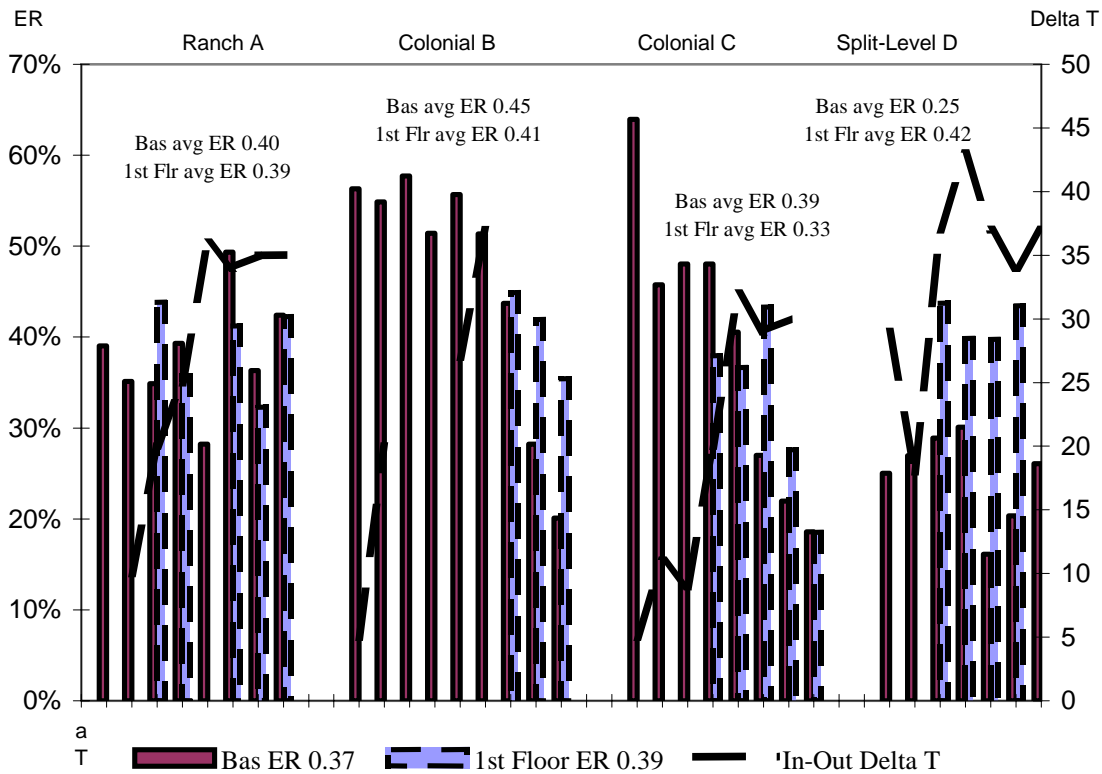 ER
Delta T
Ranch A Colonial B Colonial C Split-Level D
70% 50
Bas avg ER 0.45
1st Flr avg ER 0.41
Bas avg ER 0.25
1st Flr avg ER 0.42
Bas avg ER 0.40
1st Flr avg ER 0.39
45
60%
40
Bas avg ER 0.39
1st Flr avg ER 0.33
50%
35
30
40%
25
30%
20
20%
15
10
10%
5
0% 0
a
T
Bas ER 0.37 1st Floor ER 0.39 'In-Out Delta T